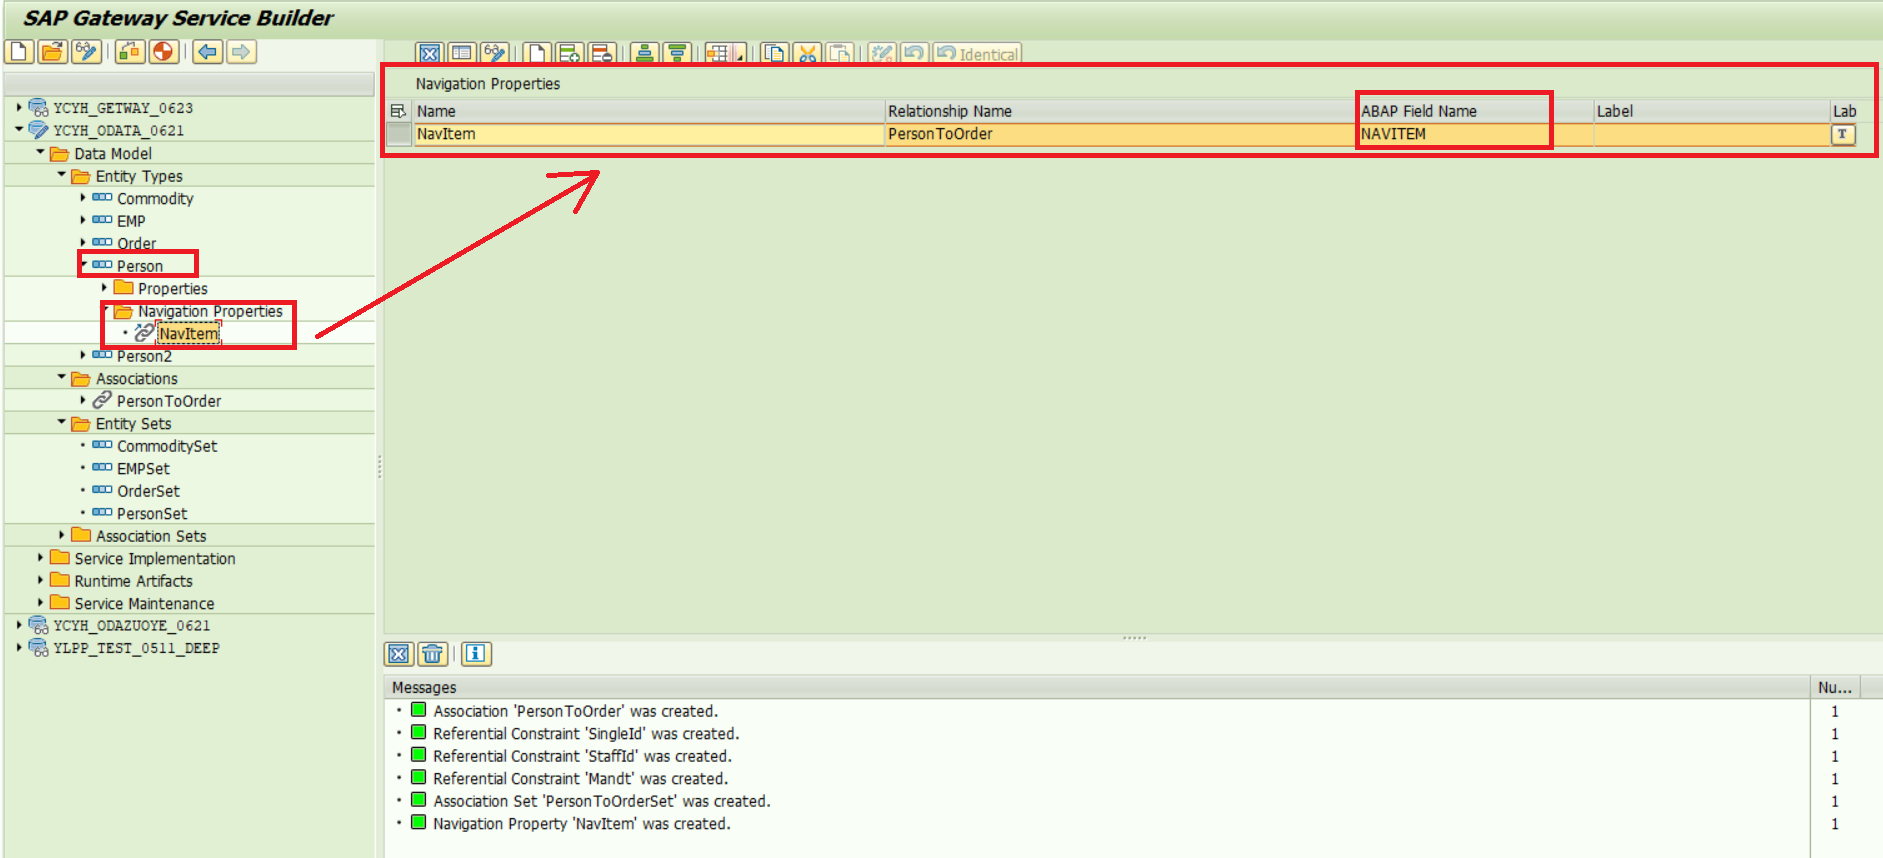 SAP Gateway Service Builder
Identical
YCYH_GETWAY_0623
YCYH_ODATA_0621
Data Model
Entity Types
Commodity
EMP
Order
Person
Properties
Navigation Properties
NavItem
Person2
Associations
PersonToOrder
Entity Sets
CommoditySet
EMPSet
OrderSet
PersonSet
Association Sets
Service Implementation
Runtime Artifacts
Service Maintenance
YCYH_ODAZUOYE_0621
YLPP_TEST_0511_DEEP
Navigation Properties
Name Relationship Name ABAP Field Name Label Lab
NavItem PersonToOrder NAVITEM T
Messages Nu...
Association 'PersonToOrder' was created. 1
Referential Constraint 'SingleId' was created. 1
Referential Constraint 'StaffId' was created. 1
Referential Constraint 'Mandt' was created. 1
Association Set 'PersonToOrderSet' was created. 1
Navigation Property 'NavItem' was created. 1